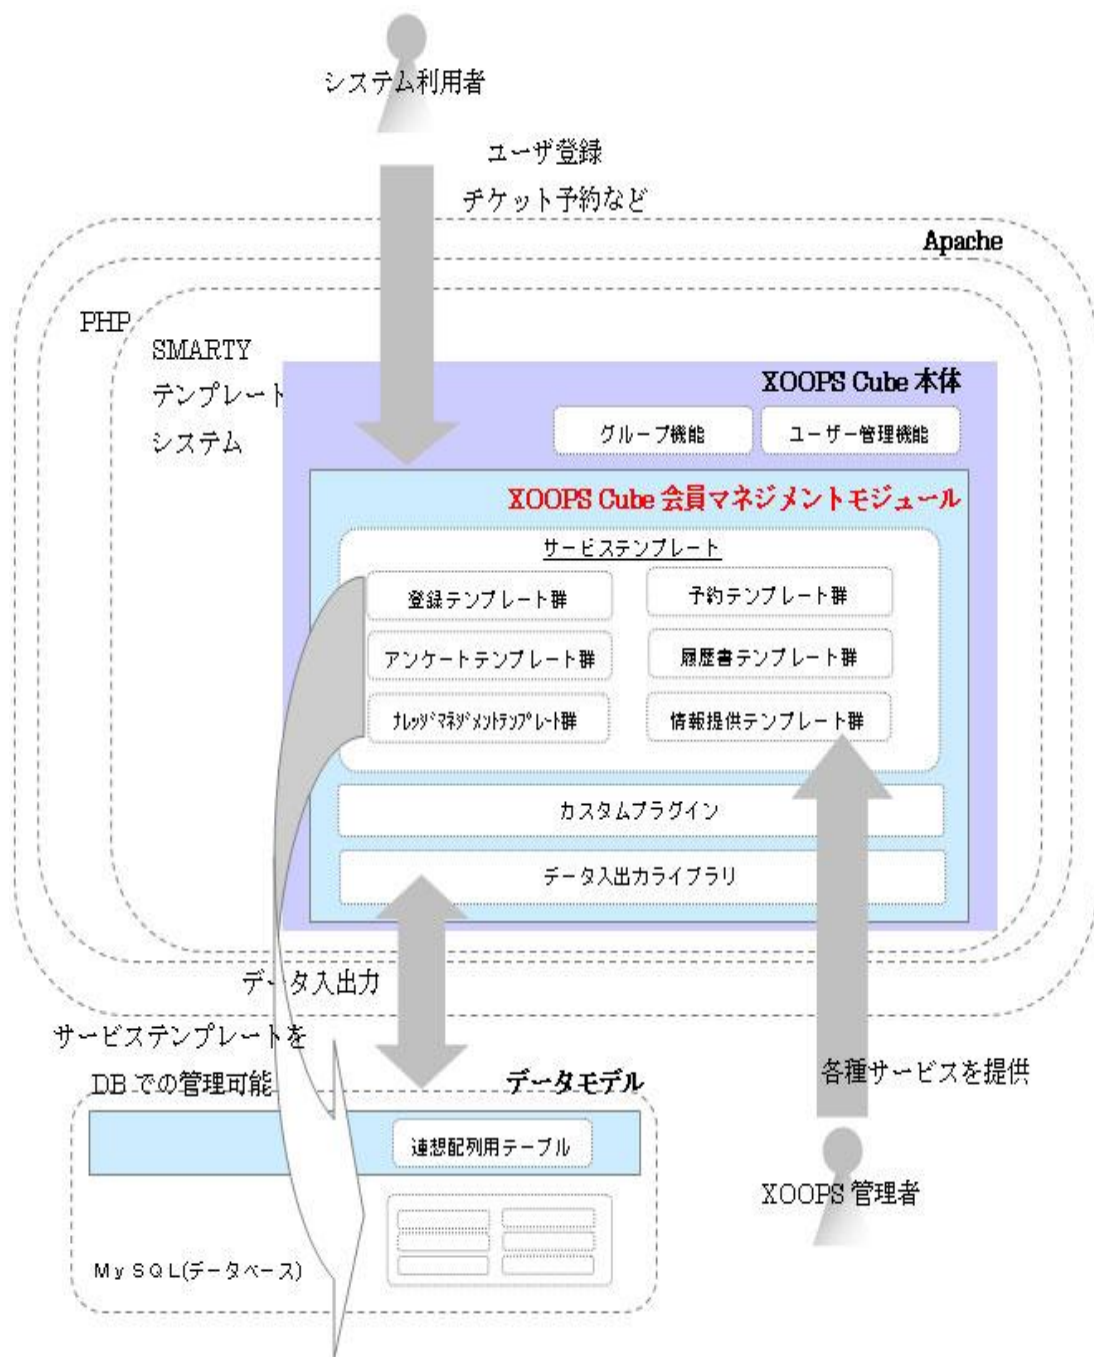 システム利用者
ユーザ登録
チケット予約など
Apache
PHP
SMARTY
テンプレート
システム
XOOPS Cube 本体
グループ機能
ユーザー管理機能
XOOPS Cube 会員マネジメントモジュール
サービステンプレート
登録テンプレート群
予約テンプレート群
アンケートテンプレート群
履歴書テンプレート群
ﾅﾚｯｼﾞﾏﾈｼﾞﾒﾝﾄﾃﾝﾌﾟﾚｰﾄ群
情報提供テンプレート群
カスタムプラグイン
データ入出力ライブラリ
データ入出力
サービステンプレートを
DB での管理可能
データモデル
各種サービスを提供
連想配列用テーブル
XOOPS 管理者
Ｍｙ ＳＱＬ(データベース)